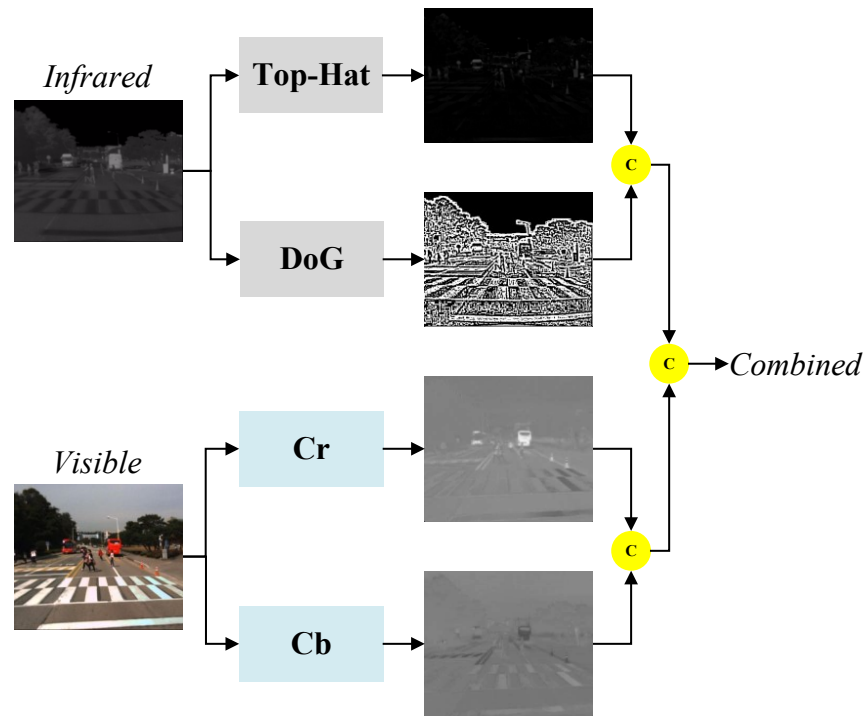 Infrared
Top-Hat
C
DoG
C
Combined
Visible
Cr
C
Cb